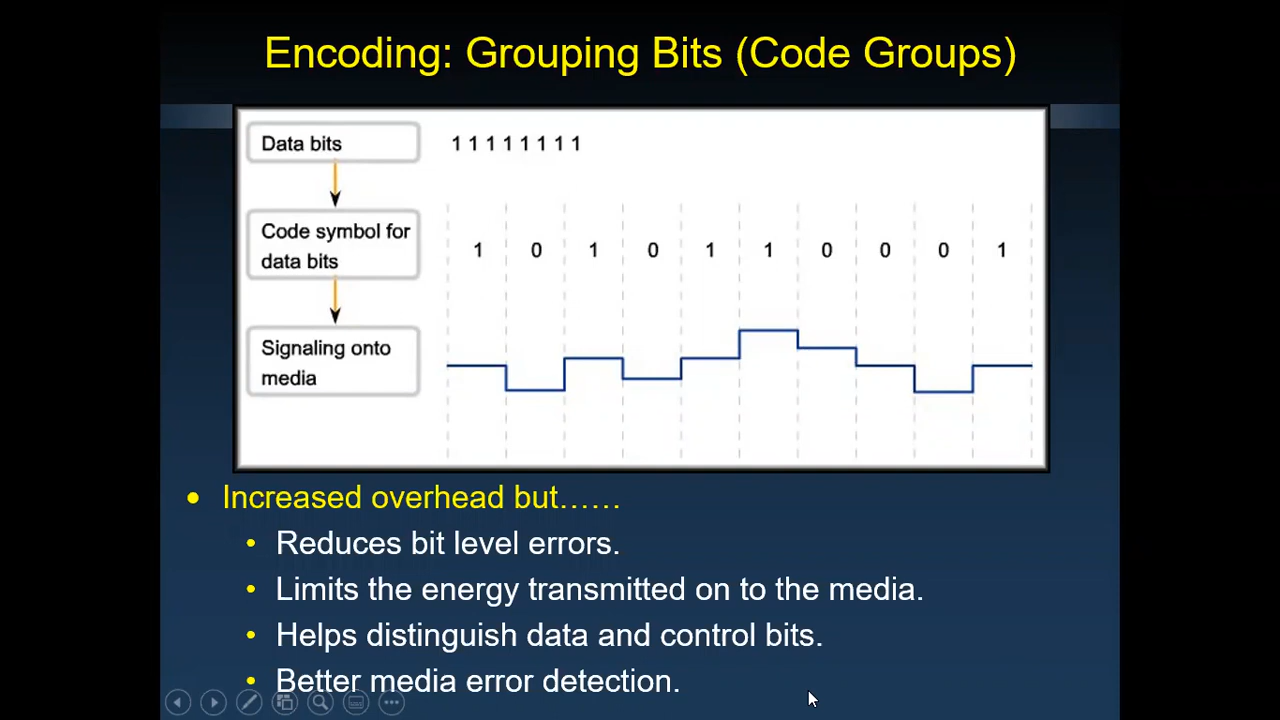 Encoding: Grouping Bits (Code Groups)
Data bits
1 1 1 1 1 1 1 1
Code symbol for
data bits
1 0 1 0 1 1 0 0 0 1
Signaling onto
media
• Increased overhead but……
• Reduces bit level errors.
• Limits the energy transmitted on to the media.
• Helps distinguish data and control bits.
• Better media error detection.